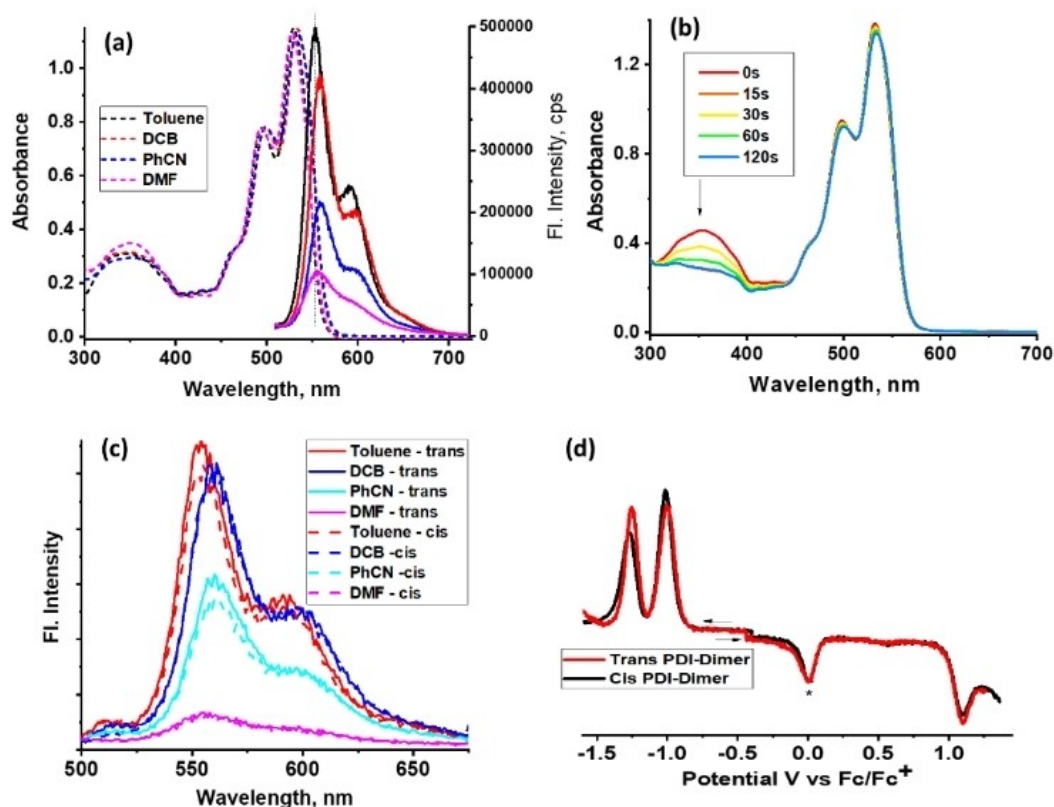 (a)
Absorbance
1.0
0.8
0.6
0.4
0.2
0.0
Toluene
DCB
PhCN
DMF
500000
400000
300000
200000
100000
0
Fl. Intensity, cps
300 400 500 600 700
Wavelength, nm
(b)
Absorbance
1.2
0.8
0.4
0.0
0s
15s
30s
60s
120s
300 400 500 600 700
Wavelength, nm
(c)
Fl. Intensity
Toluene - trans
DCB - trans
PhCN - trans
DMF - trans
Toluene - cis
DCB -cis
PhCN -cis
DMF - cis
500 550 600 650
Wavelength, nm
(d)
Trans PDI-Dimer
Cis PDI-Dimer
*
-1.5 -1.0 -0.5 0.0 0.5 1.0
Potential V vs Fc/Fc+